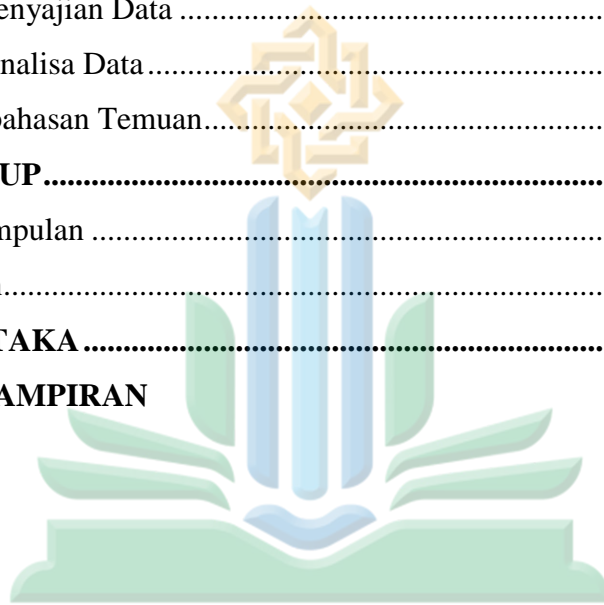 enyajian Data ........................................................
nalisa Data............................................................
bahasan Temuan....................................................
UP.........................................................................
mpulan ..................................................................
n.............................................................................
TAKA ....................................................................
AMPIRAN